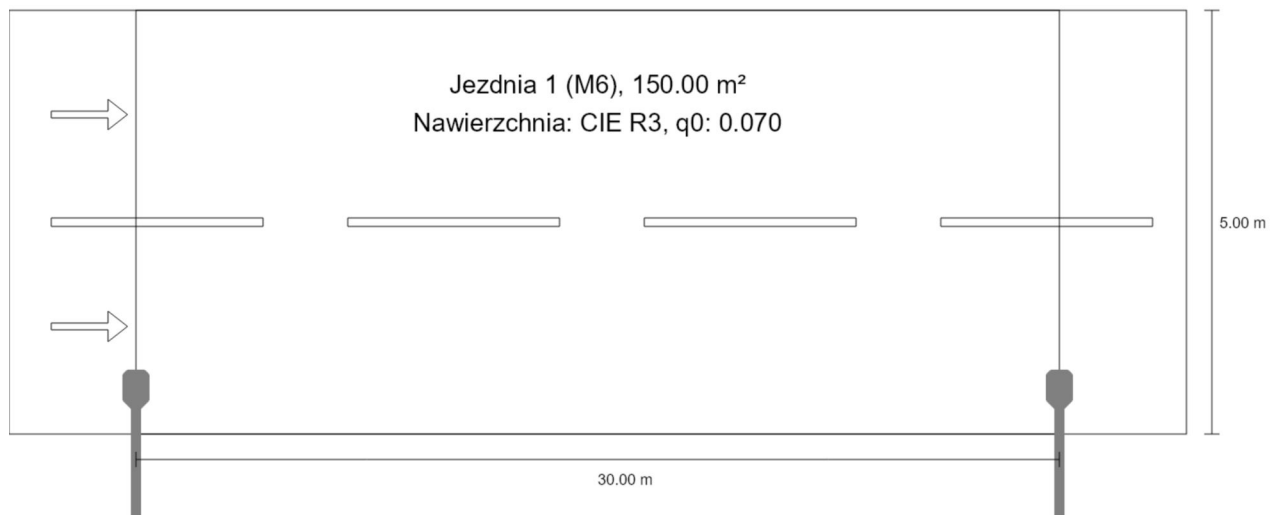 Jezdnia 1 (M6), 150.00 m²
Nawierzchnia: CIE R3, q0: 0.070
5.00 m
30.00 m